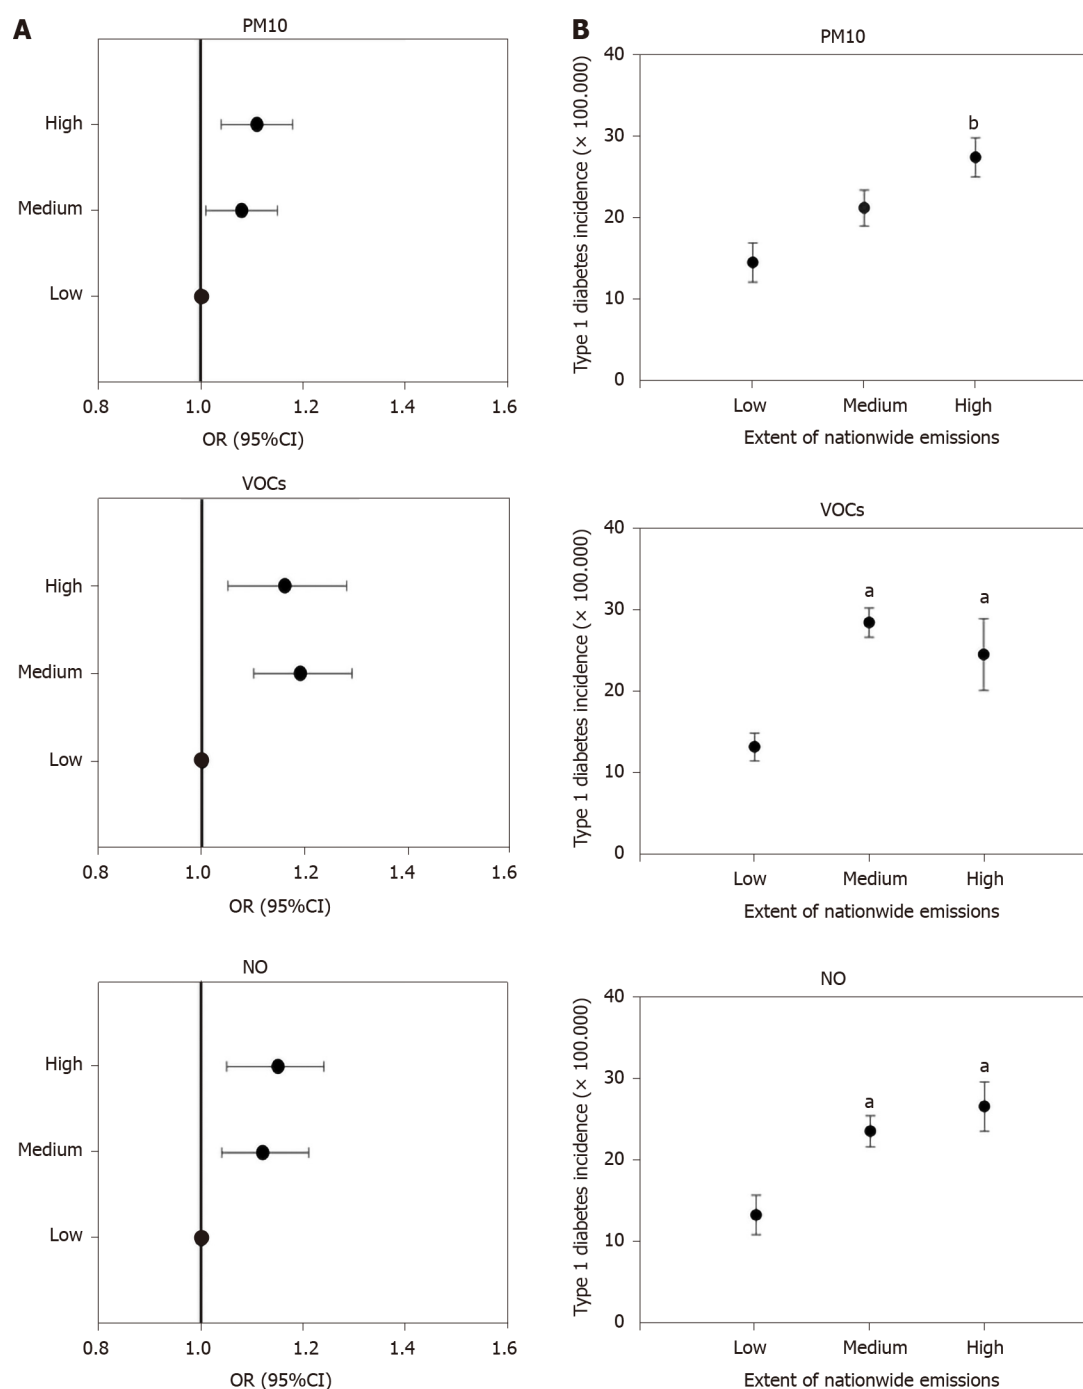 A
PM10
High
Medium
Low
0.8 1.0 1.2 1.4 1.6
OR (95%CI)
VOCs
High
Medium
Low
0.8 1.0 1.2 1.4 1.6
OR (95%CI)
NO
High
Medium
Low
0.8 1.0 1.2 1.4 1.6
OR (95%CI)
B
PM10
Type 1 diabetes incidence (× 100.000)
40
30
20
10
0
b
Low Medium High
Extent of nationwide emissions
VOCs
Type 1 diabetes incidence (× 100.000)
40
30
20
10
0
a a
Low Medium High
Extent of nationwide emissions
NO
Type 1 diabetes incidence (× 100.000)
40
30
20
10
0
a
a
Low Medium High
Extent of nationwide emissions